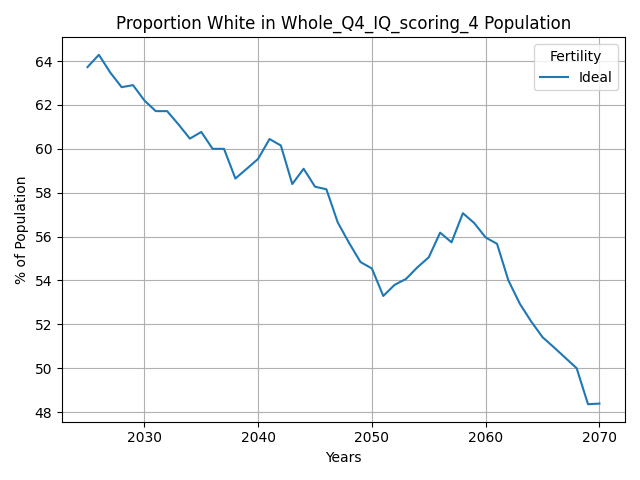 Proportion White in Whole_Q4_IQ_scoring_4 Population
Fertility
Ideal
% of Population
64
62
60
58
56
54
52
50
48
2030 2040 2050 2060 2070
Years